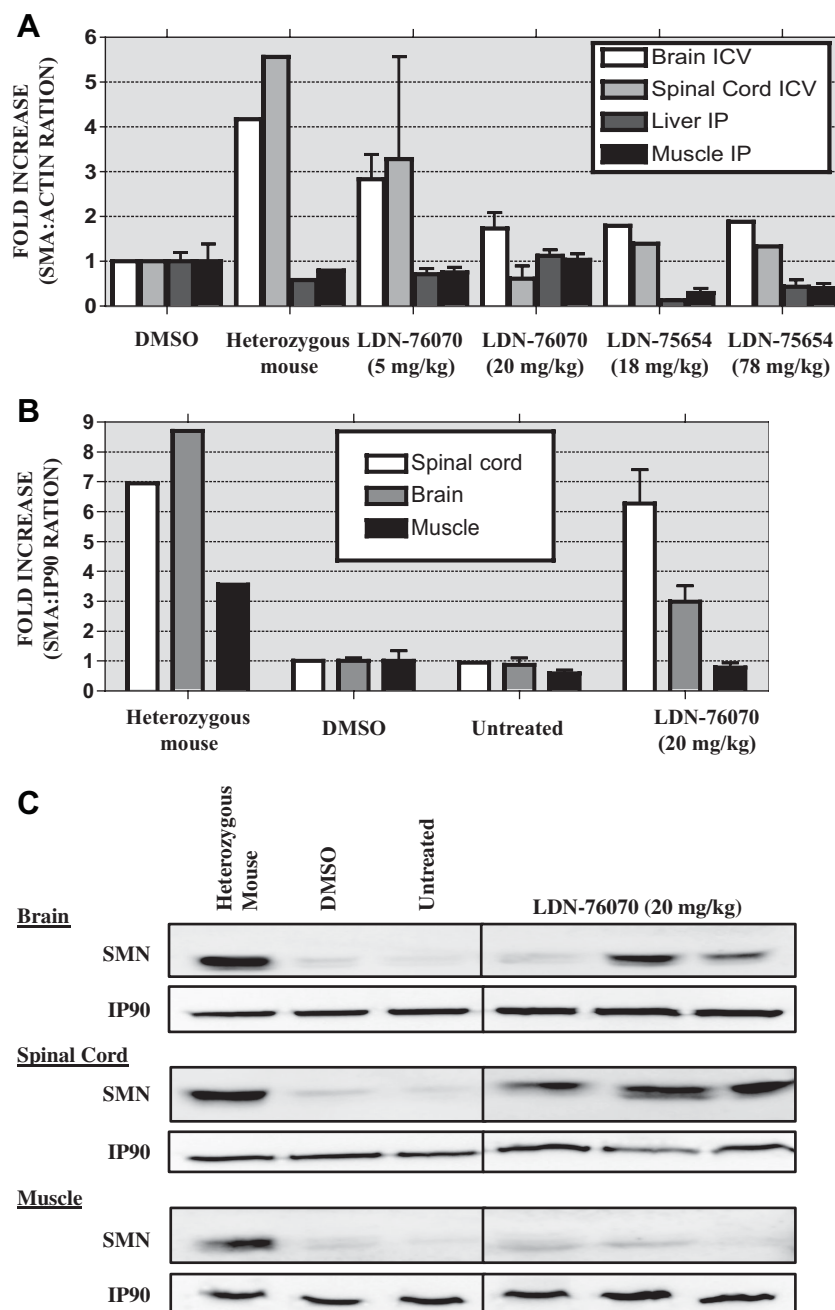 A
FOLD INCREASE
(SMA:ACTIN RATION)
6
5
4
3
2
1
0
Brain ICV
Spinal Cord ICV
Liver IP
Muscle IP
DMSO
Heterozygous
mouse
LDN-76070
(5 mg/kg)
LDN-76070
(20 mg/kg)
LDN-75654
(18 mg/kg)
LDN-75654
(78 mg/kg)
B
FOLD INCREASE
(SMA:IP90 RATION)
9
8
7
6
5
4
3
2
1
0
Spinal cord
Brain
Muscle
Heterozygous
mouse
DMSO
Untreated
LDN-76070
(20 mg/kg)
C
Heterozygous
Mouse
DMSO
Untreated
LDN-76070 (20 mg/kg)
Brain
SMN
IP90
Spinal Cord
SMN
IP90
Muscle
SMN
IP90